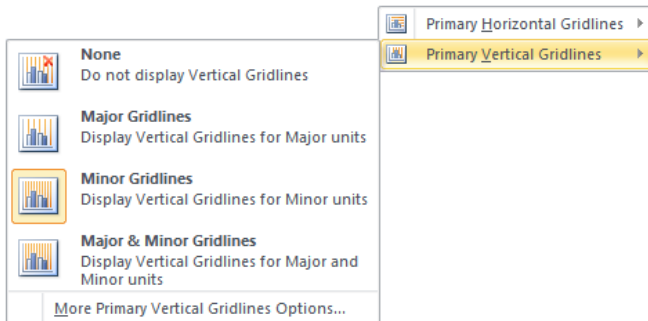 Primary Horizontal Gridlines
Primary Vertical Gridlines
None
Do not display Vertical Gridlines
Major Gridlines
Display Vertical Gridlines for Major units
Minor Gridlines
Display Vertical Gridlines for Minor units
Major & Minor Gridlines
Display Vertical Gridlines for Major and
Minor units
More Primary Vertical Gridlines Options...